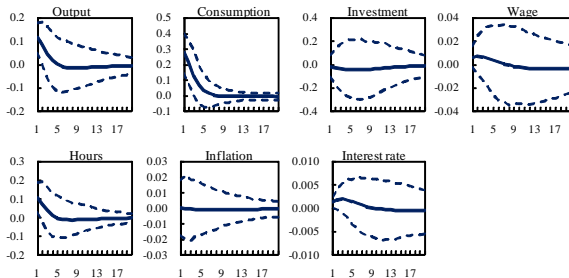 Output
0.2
0.1
0.0
-0.1
-0.2
1 5 9 13 17
Consumption
0.5
0.4
0.3
0.2
0.1
0.0
-0.1
1 5 9 13 17
Investment
0.4
0.2
0.0
-0.2
-0.4
1 5 9 13 17
Wage
0.04
0.02
0.00
-0.02
-0.04
1 5 9 13 17
Hours
0.3
0.2
0.1
0.0
-0.1
-0.2
1 5 9 13 17
Inflation
0.03
0.02
0.01
0.00
-0.01
-0.02
-0.03
1 5 9 13 17
Interest rate
0.010
0.005
0.000
-0.005
-0.010
1 5 9 13 17